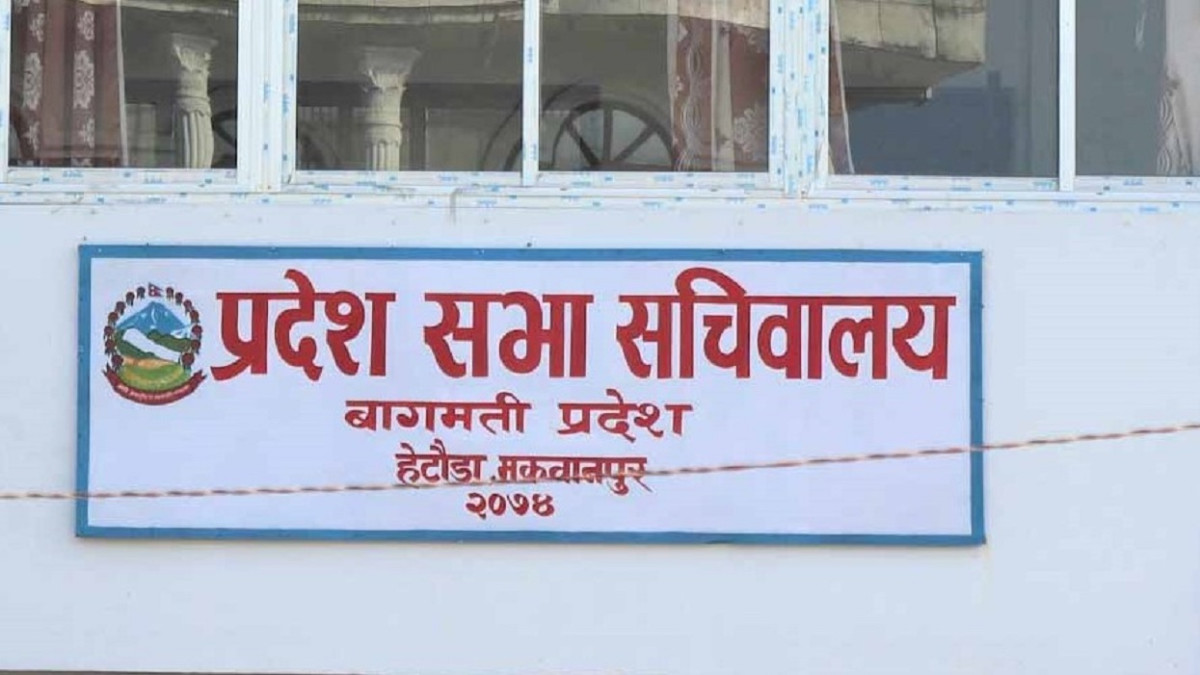 प्रदेश सभा सचिवालय
बागमती प्रदेश
हेटौडा, मकवानपुर
२०७४